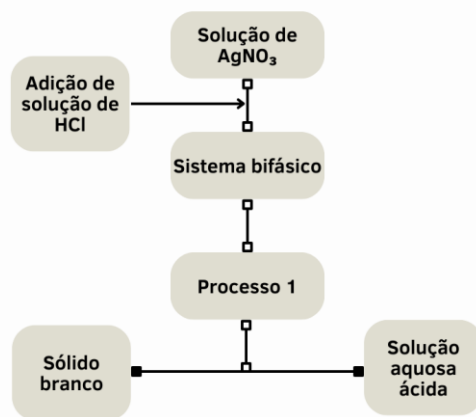 Solução de
AgNO₃
Adição de
solução de
HCl
Sistema bifásico
Processo 1
Sólido
branco
Solução
aquosa
ácida